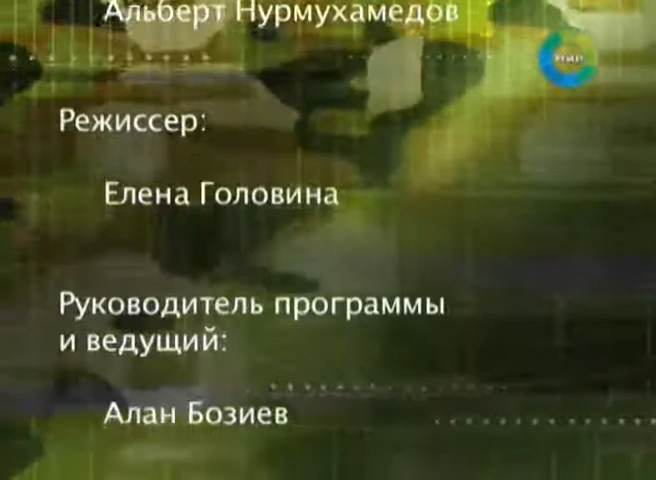 Альберт Нурмухамедов
МИР
Режиссер:
Елена Головина
Руководитель программы
и ведущий:
Алан Бозиев